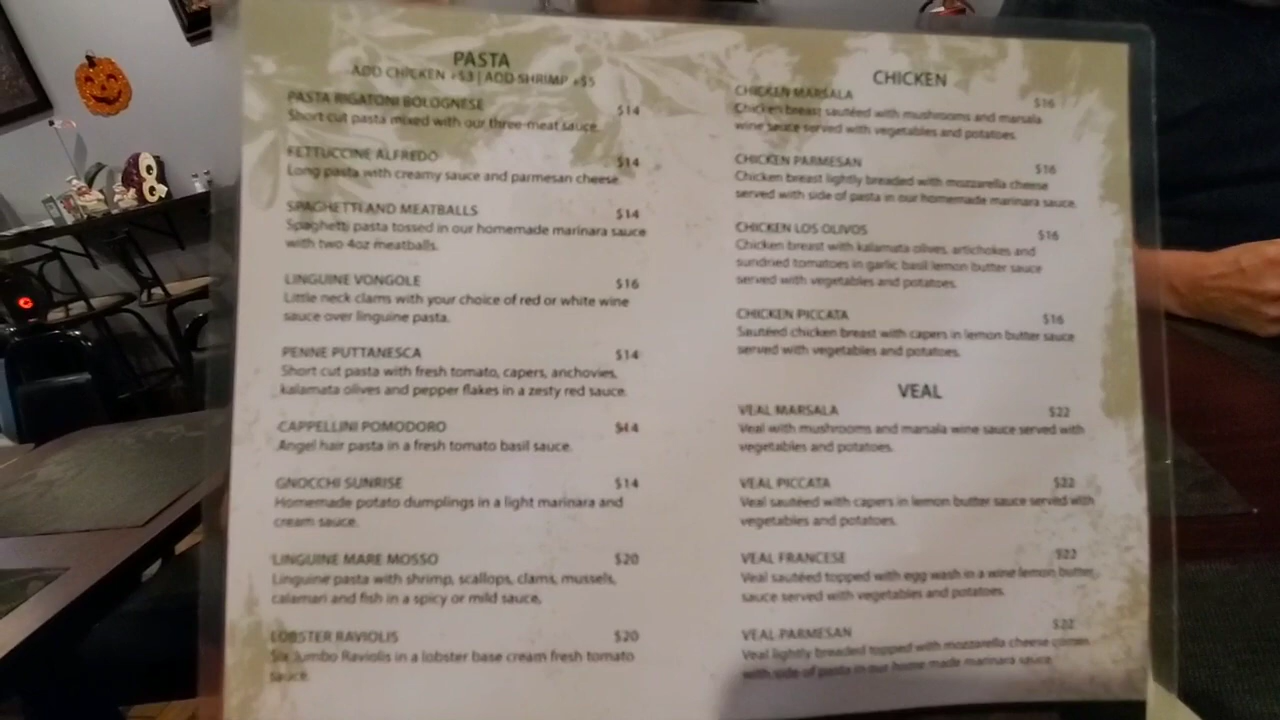 PASTA
ADD CHICKEN +$3 | ADD SHRIMP +$5
PASTA RIGATONI BOLOGNESE $14
Short cut pasta mixed with our three-meat sauce.
FETTUCCINE ALFREDO $14
Long pasta with creamy sauce and parmesan cheese.
SPAGHETTI AND MEATBALLS $14
Spaghetti pasta tossed in our homemade marinara sauce
with two 4oz meatballs.
LINGUINE VONGOLE $16
Little neck clams with your choice of red or white wine
sauce over linguine pasta.
PENNE PUTTANESCA $14
Short cut pasta with fresh tomato, capers, anchovies,
kalamata olives and pepper flakes in a zesty red sauce.
CAPPELLINI POMODORO $14
Angel hair pasta in a fresh tomato basil sauce.
GNOCCHI SUNRISE $14
Homemade potato dumplings in a light marinara and
cream sauce.
LINGUINE MARE MOSSO $20
Linguine pasta with shrimp, scallops, clams, mussels,
calamari and fish in a spicy or mild sauce,
LOBSTER RAVIOLIS $20
Six Jumbo Raviolis in a lobster base cream fresh tomato
sauce.
CHICKEN
CHICKEN MARSALA $16
Chicken breast sautéed with mushrooms and marsala
wine sauce served with vegetables and potatoes.
CHICKEN PARMESAN $16
Chicken breast lightly breaded with mozzarella cheese
served with side of pasta in our homemade marinara sauce.
CHICKEN LOS OLIVOS $16
Chicken breast with kalamata olives, artichokes and
sundried tomatoes in garlic basil lemon butter sauce
served with vegetables and potatoes.
CHICKEN PICCATA $16
Sautéed chicken breast with capers in lemon butter sauce
served with vegetables and potatoes.
VEAL
VEAL MARSALA $22
Veal with mushrooms and marsala wine sauce served with
vegetables and potatoes.
VEAL PICCATA $22
Veal sautéed with capers in lemon butter sauce served with
vegetables and potatoes.
VEAL FRANCESE $22
Veal sautéed topped with egg wash in a wine lemon butter
sauce served with vegetables and potatoes.
VEAL PARMESAN $22
Veal lightly breaded topped with mozzarella cheese
with side of pasta in our home made marinara sauce